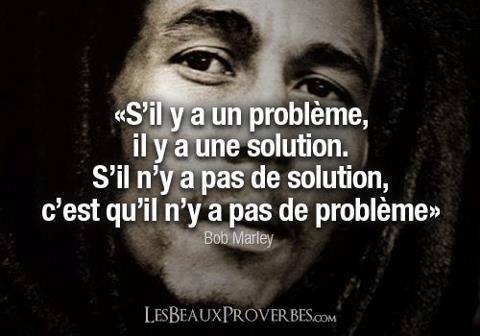 «S'il y a un problème,
il y a une solution.
S'il n'y a pas de solution,
c'est qu'il n'y a pas de problème»
Bob Marley
LESBEAUXPROVERBES.COM